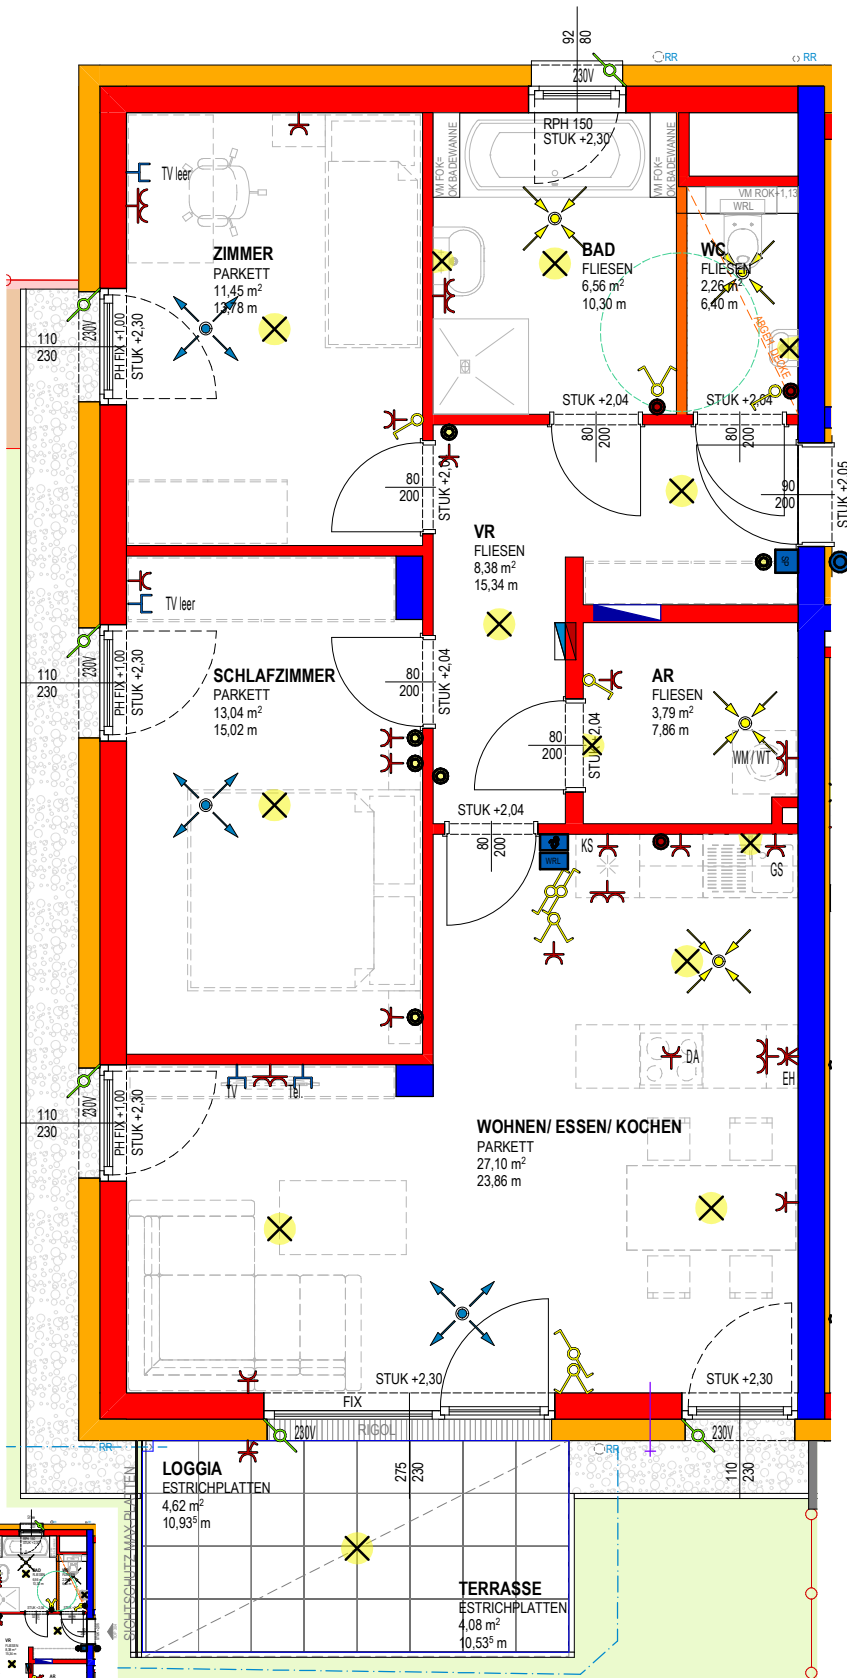 92
80
RR
RR
230V
RPH 150
STUK +2,30
VM FOK=
OK BADEWANNE
VM FOK=
OK BADEWANNE
VM ROK+1,13
WRL
TV leer
ZIMMER
PARKETT
11,45 m²
13,78 m
BAD
FLIESEN
6,56 m²
10,30 m
WC
FLIESEN
2,26 m²
6,40 m
ABGEH. DECKE
110
230
230V
PH FIX +1,00
STUK +2,30
STUK +2,04
80
200
STUK +2,04
80
200
80
200
90
200
STUK +2,05
VR
FLIESEN
8,38 m²
15,34 m
TV leer
110
230
230V
PH FIX +1,00
STUK +2,30
SCHLAFZIMMER
PARKETT
13,04 m²
15,02 m
80
200
STUK +2,04
AR
FLIESEN
3,79 m²
7,86 m
WM / WT
80
200
STUK +2,04
STUK +2,04
80
200
WRL
KS
GS
DA
EH
TV
Tel.
110
230
230V
PH FIX +1,00
STUK +2,30
WOHNEN/ ESSEN/ KOCHEN
PARKETT
27,10 m²
23,86 m
STUK +2,30
FIX
STUK +2,30
230V
RIGOL
230V
RR
RR
275
230
110
230
LOGGIA
ESTRICHPLATTEN
4,62 m²
10,93⁵ m
SICHTSCHUTZ MAX-PLATTEN
TERRASSE
ESTRICHPLATTEN
4,08 m²
10,53⁵ m
BAD
VR
AR